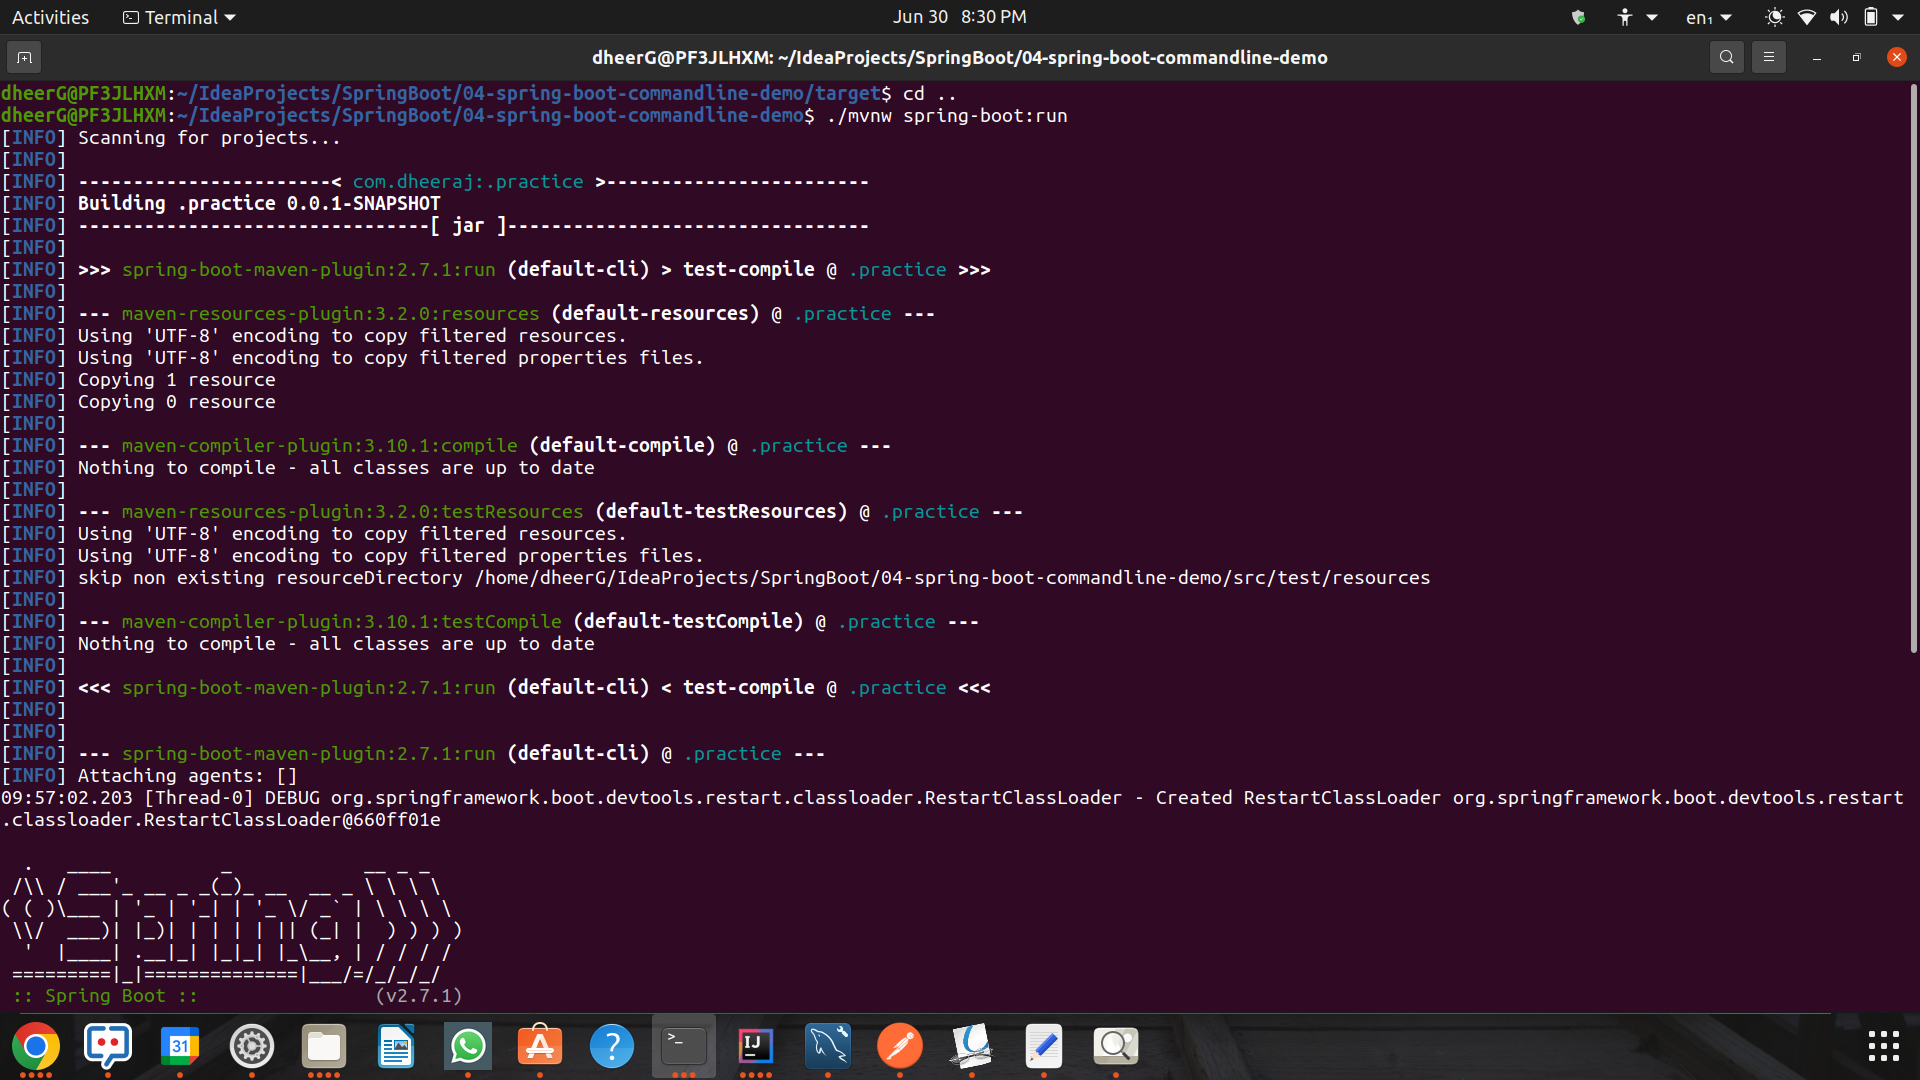 Activities Terminal Jun 30 8:30 PM en₁
dheerG@PF3JLHXM: ~/IdeaProjects/SpringBoot/04-spring-boot-commandline-demo
dheerG@PF3JLHXM:~/IdeaProjects/SpringBoot/04-spring-boot-commandline-demo/target$ cd ..
dheerG@PF3JLHXM:~/IdeaProjects/SpringBoot/04-spring-boot-commandline-demo$ ./mvnw spring-boot:run
[INFO] Scanning for projects...
[INFO]
[INFO] -----------------------< com.dheeraj:.practice >------------------------
[INFO] Building .practice 0.0.1-SNAPSHOT
[INFO] --------------------------------[ jar ]---------------------------------
[INFO]
[INFO] >>> spring-boot-maven-plugin:2.7.1:run (default-cli) > test-compile @ .practice >>>
[INFO]
[INFO] --- maven-resources-plugin:3.2.0:resources (default-resources) @ .practice ---
[INFO] Using 'UTF-8' encoding to copy filtered resources.
[INFO] Using 'UTF-8' encoding to copy filtered properties files.
[INFO] Copying 1 resource
[INFO] Copying 0 resource
[INFO]
[INFO] --- maven-compiler-plugin:3.10.1:compile (default-compile) @ .practice ---
[INFO] Nothing to compile - all classes are up to date
[INFO]
[INFO] --- maven-resources-plugin:3.2.0:testResources (default-testResources) @ .practice ---
[INFO] Using 'UTF-8' encoding to copy filtered resources.
[INFO] Using 'UTF-8' encoding to copy filtered properties files.
[INFO] skip non existing resourceDirectory /home/dheerG/IdeaProjects/SpringBoot/04-spring-boot-commandline-demo/src/test/resources
[INFO]
[INFO] --- maven-compiler-plugin:3.10.1:testCompile (default-testCompile) @ .practice ---
[INFO] Nothing to compile - all classes are up to date
[INFO]
[INFO] <<< spring-boot-maven-plugin:2.7.1:run (default-cli) < test-compile @ .practice <<<
[INFO]
[INFO]
[INFO] --- spring-boot-maven-plugin:2.7.1:run (default-cli) @ .practice ---
[INFO] Attaching agents: []
09:57:02.203 [Thread-0] DEBUG org.springframework.boot.devtools.restart.classloader.RestartClassLoader - Created RestartClassLoader org.springframework.boot.devtools.restart
.classloader.RestartClassLoader@660ff01e
  .   ____          _            __ _ _
 /\\ / ___'_ __ _ _(_)_ __  __ _ \ \ \ \
( ( )\___ | '_ | '_| | '_ \/ _` | \ \ \ \
 \\/  ___)| |_)| | | | | || (_| |  ) ) ) )
  '  |____| .__|_| |_|_| |_\__, | / / / /
 =========|_|==============|___/=/_/_/_/
 :: Spring Boot ::                (v2.7.1)
31
>_
IJ